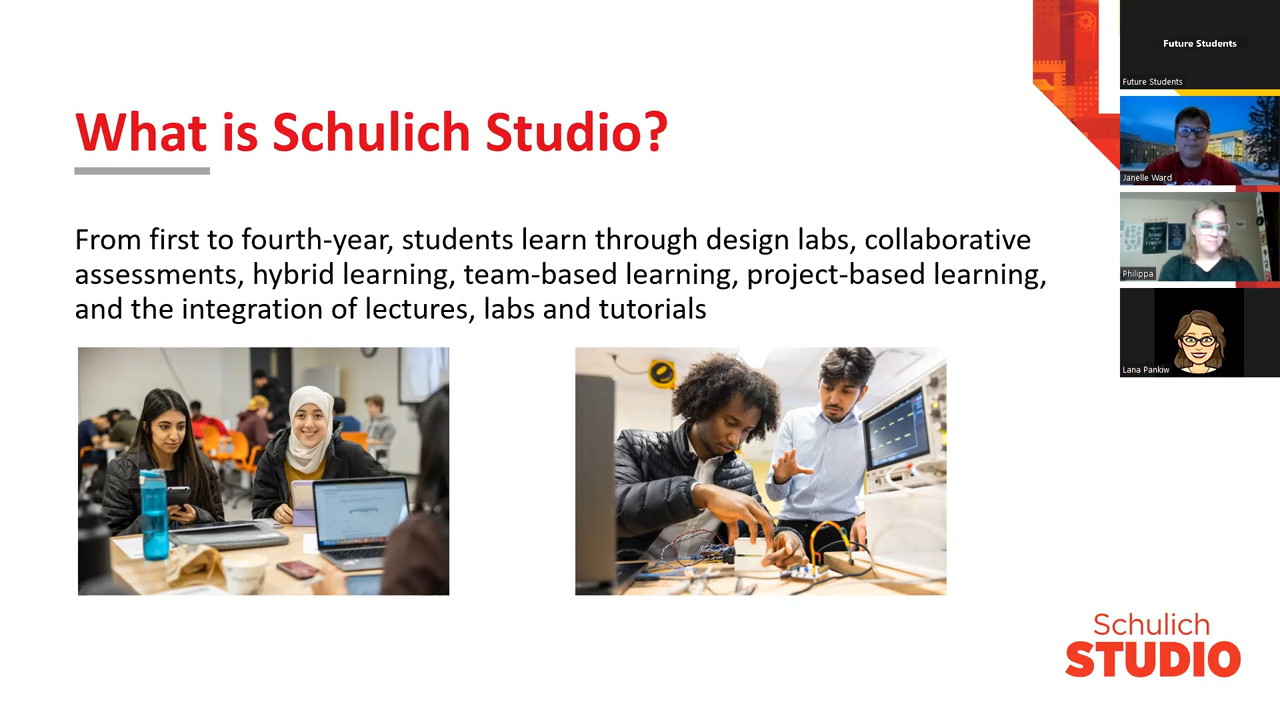 What is Schulich Studio?
From first to fourth-year, students learn through design labs, collaborative
assessments, hybrid learning, team-based learning, project-based learning,
and the integration of lectures, labs and tutorials
Schulich
STUDIO
Future Students
Future Students
Janelle Ward
Philippa
Lana Pankiw